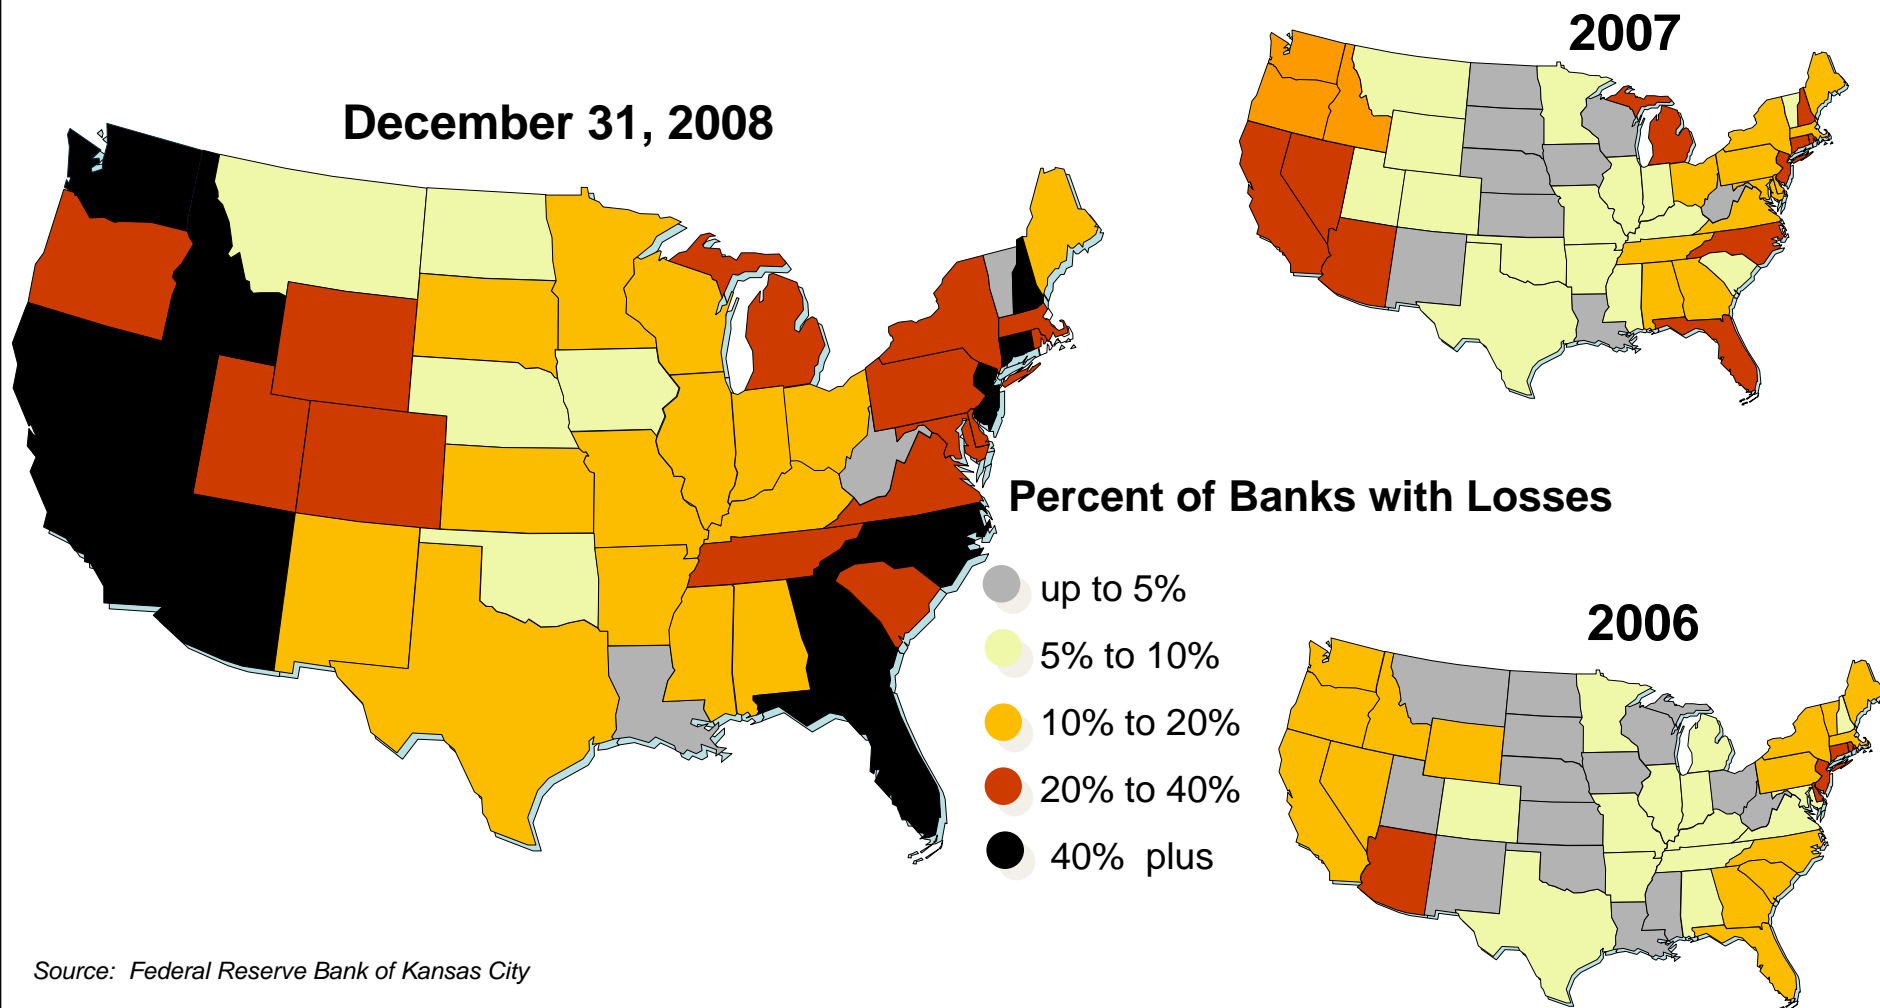 2007
December 31, 2008
Percent of Banks with Losses
up to 5%
5% to 10%
10% to 20%
20% to 40%
40% plus
2006
Source: Federal Reserve Bank of Kansas City